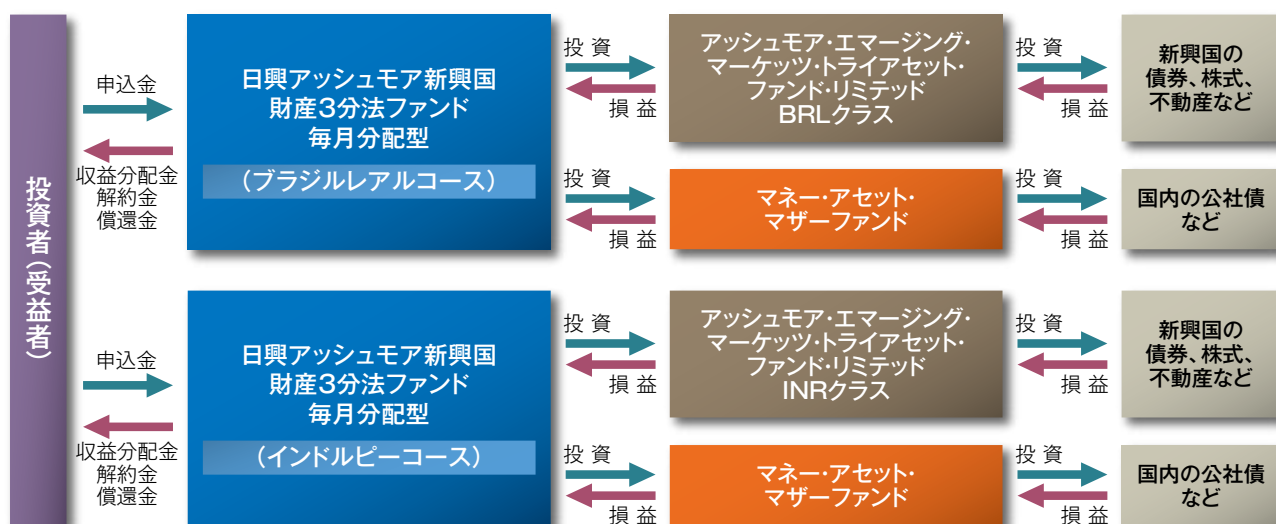 投資者(受益者)
申込金
収益分配金
解約金
償還金
日興アッシュモア新興国
財産3分法ファンド
毎月分配型
(ブラジルレアルコース)
投 資
損 益
アッシュモア・エマージング・
マーケッツ・トライアセット・
ファンド・リミテッド
BRLクラス
投 資
損 益
新興国の
債券、株式、
不動産など
投 資
損 益
マネー・アセット・
マザーファンド
投 資
損 益
国内の公社債
など
申込金
収益分配金
解約金
償還金
日興アッシュモア新興国
財産3分法ファンド
毎月分配型
(インドルピーコース)
投 資
損 益
アッシュモア・エマージング・
マーケッツ・トライアセット・
ファンド・リミテッド
INRクラス
投 資
損 益
新興国の
債券、株式、
不動産など
投 資
損 益
マネー・アセット・
マザーファンド
投 資
損 益
国内の公社債
など